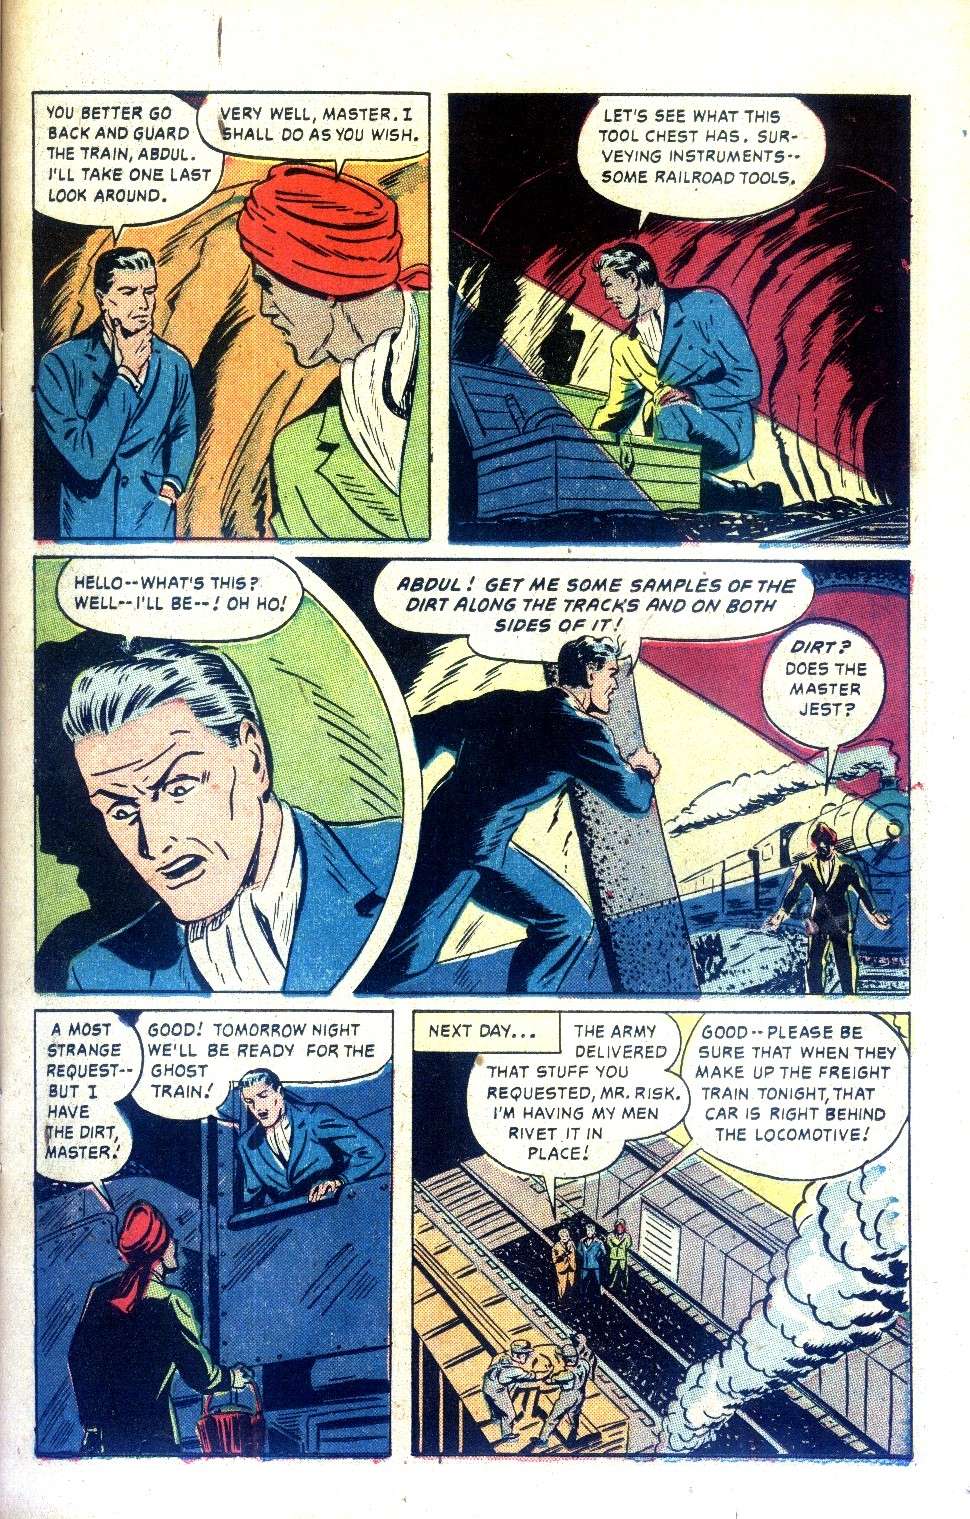 YOU BETTER GO
BACK AND GUARD
THE TRAIN, ABDUL.
I'LL TAKE ONE LAST
LOOK AROUND.
VERY WELL, MASTER. I
SHALL DO AS YOU WISH.
LET'S SEE WHAT THIS
TOOL CHEST HAS. SUR-
VEYING INSTRUMENTS--
SOME RAILROAD TOOLS.
HELLO--WHAT'S THIS?
WELL--I'LL BE--! OH HO!
ABDUL! GET ME SOME SAMPLES OF THE
DIRT ALONG THE TRACKS AND ON BOTH
SIDES OF IT!
DIRT?
DOES THE
MASTER
JEST?
A MOST
STRANGE
REQUEST--
BUT I
HAVE
THE DIRT,
MASTER!
GOOD! TOMORROW NIGHT
WE'LL BE READY FOR THE
GHOST
TRAIN!
NEXT DAY...
THE ARMY
DELIVERED
THAT STUFF YOU
REQUESTED, MR. RISK.
I'M HAVING MY MEN
RIVET IT IN
PLACE!
GOOD--PLEASE BE
SURE THAT WHEN THEY
MAKE UP THE FREIGHT
TRAIN TONIGHT, THAT
CAR IS RIGHT BEHIND
THE LOCOMOTIVE!